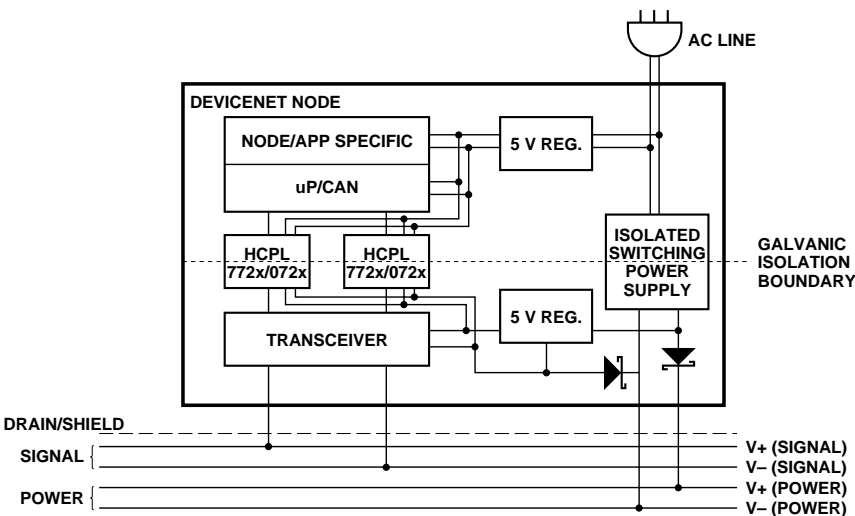 AC LINE
DEVICENET NODE
NODE/APP SPECIFIC
5 V REG.
uP/CAN
HCPL
772x/072x
HCPL
772x/072x
ISOLATED
SWITCHING
POWER
SUPPLY
GALVANIC
ISOLATION
BOUNDARY
5 V REG.
TRANSCEIVER
DRAIN/SHIELD
SIGNAL
V+ (SIGNAL)
V– (SIGNAL)
POWER
V+ (POWER)
V– (POWER)